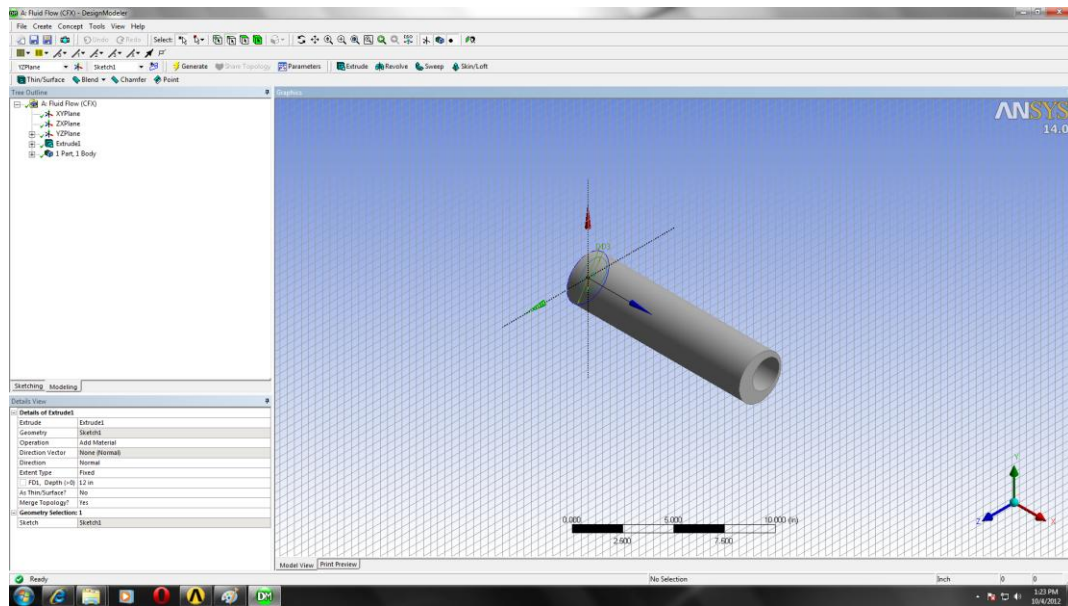 A: Fluid Flow (CFX) - DesignModeler
File Create Concept Tools View Help
Undo Redo Select:
YZPlane Sketch1 Generate Share Topology Parameters Extrude Revolve Sweep Skin/Loft
Thin/Surface Blend Chamfer Point
Tree Outline
Graphics
A: Fluid Flow (CFX)
XYPlane
ZXPlane
YZPlane
Extrude1
1 Part, 1 Body
ANSYS
14.0
Sketching Modeling
Details View
Details of Extrude1
Extrude Extrude1
Geometry Sketch1
Operation Add Material
Direction Vector None (Normal)
Direction Normal
Extent Type Fixed
FD1, Depth (>0) 12 in
As Thin/Surface? No
Merge Topology? Yes
Geometry Selection: 1
Sketch Sketch1
Y
Z
X
0.000 5.000 10.000 (in)
2.500 7.500
Model View Print Preview
Ready No Selection Inch 0 0
DM
1:23 PM
10/4/2012